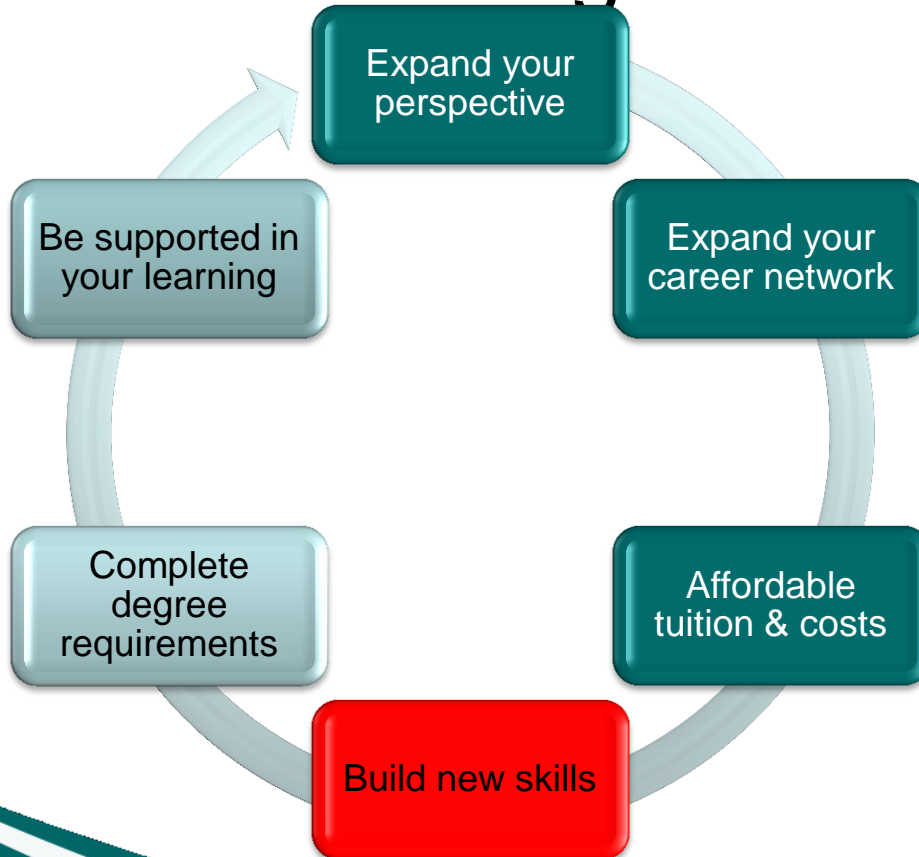 Expand your
perspective
Expand your
career network
Affordable
tuition & costs
Build new skills
Complete
degree
requirements
Be supported in
your learning